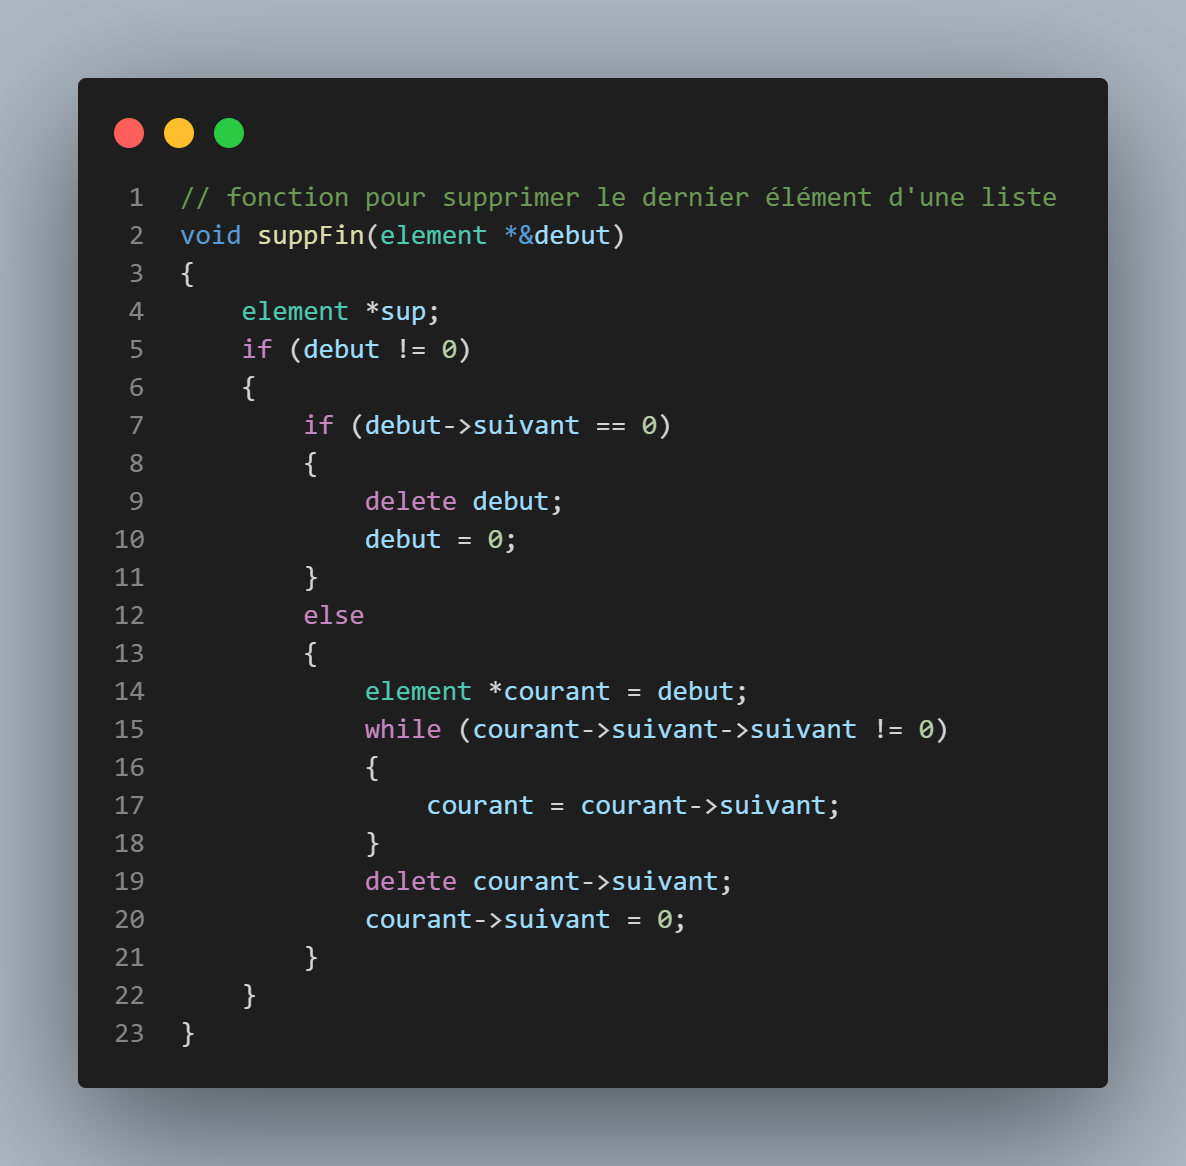 1 // fonction pour supprimer le dernier élément d'une liste
2 void suppFin(element *&debut)
3 {
4     element *sup;
5     if (debut != 0)
6     {
7         if (debut->suivant == 0)
8         {
9             delete debut;
10             debut = 0;
11         }
12         else
13         {
14             element *courant = debut;
15             while (courant->suivant->suivant != 0)
16             {
17                 courant = courant->suivant;
18             }
19             delete courant->suivant;
20             courant->suivant = 0;
21         }
22     }
23 }